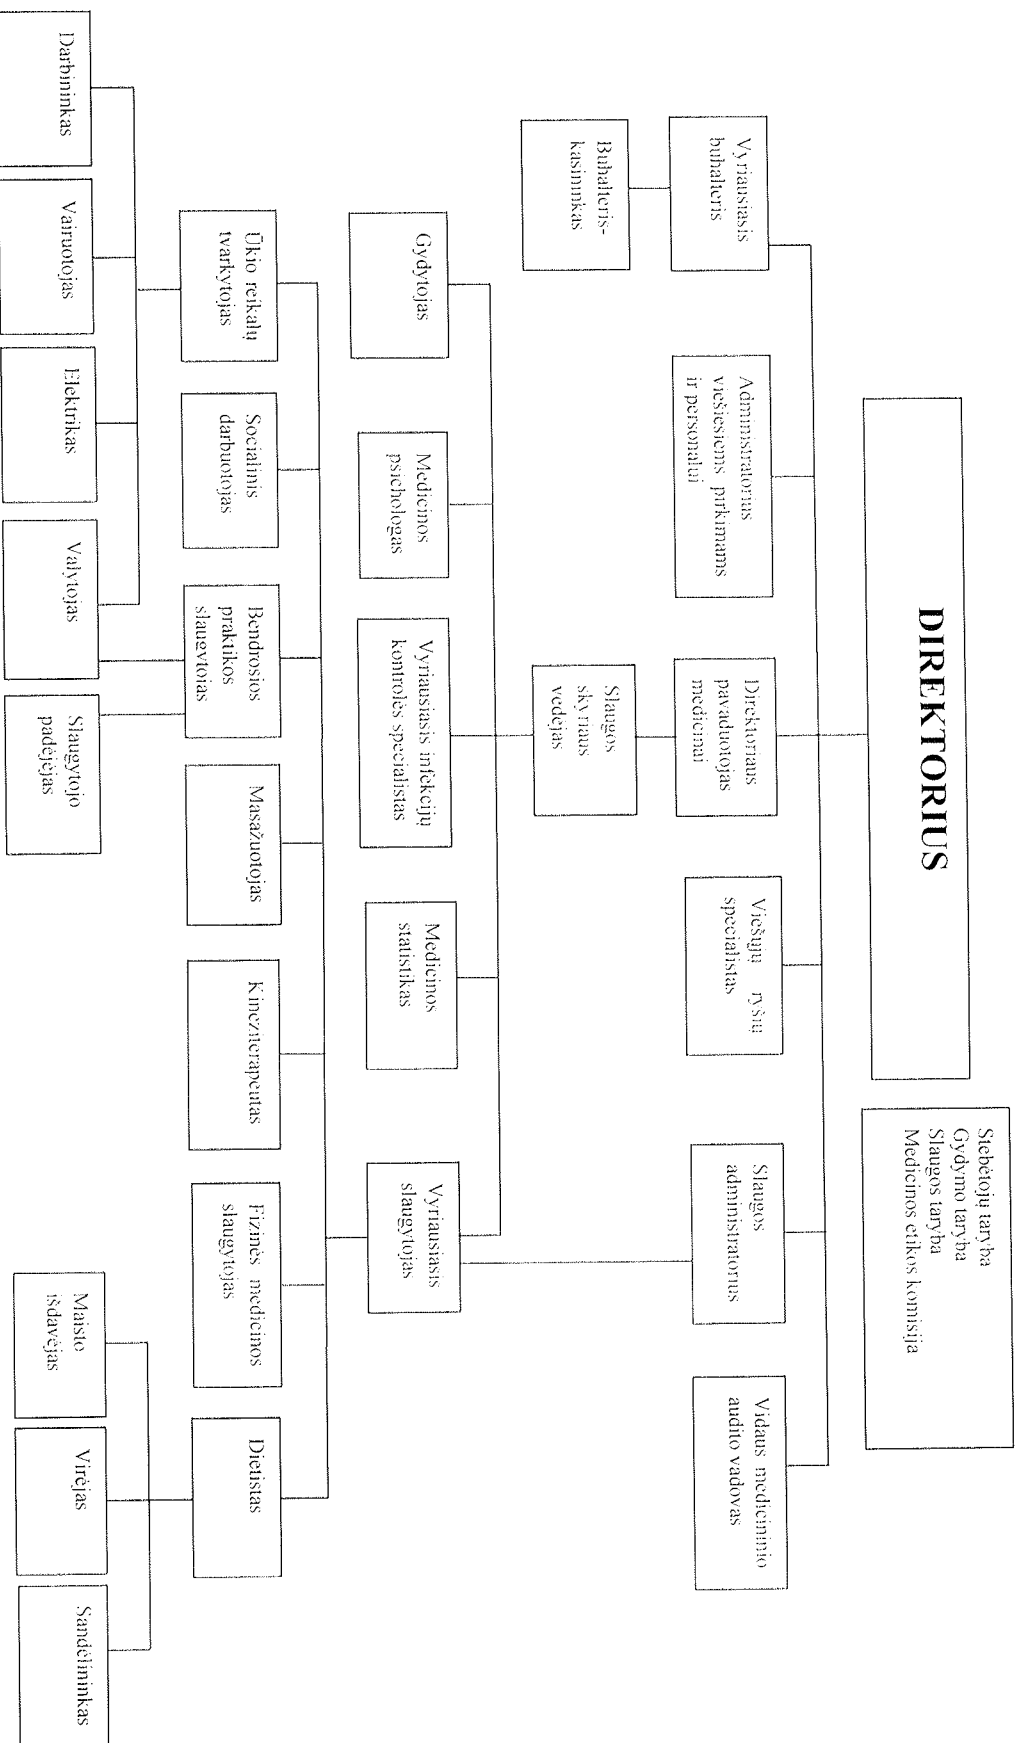 DIREKTORIUS
Stebėtojų taryba
Gydymo taryba
Slaugos taryba
Medicinos etikos komisija
Vyriausiasis
buhalteris
Administratorius
viešiesiems pirkimams
ir personalui
Direktoriaus
pavaduotojas
medicinai
Viešųjų ryšių
specialistas
Slaugos
administratorius
Vidaus medicininio
audito vadovas
Buhalteris-
kasininkas
Slaugos
skyriaus
vedėjas
Gydytojas
Medicinos
psichologas
Vyriausiasis infekcijų
kontrolės specialistas
Medicinos
statistikas
Vyriausiasis
slaugytojas
Ūkio reikalų
tvarkytojas
Socialinis
darbuotojas
Bendrosios
praktikos
slaugytojas
Masažuotojas
Kineziterapeutas
Fizinės medicinos
slaugytojas
Dietistas
Darbininkas
Vairuotojas
Elektrikas
Valytojas
Slaugytojo
padėjėjas
Maisto
išdavėjas
Virėjas
Sandėlininkas